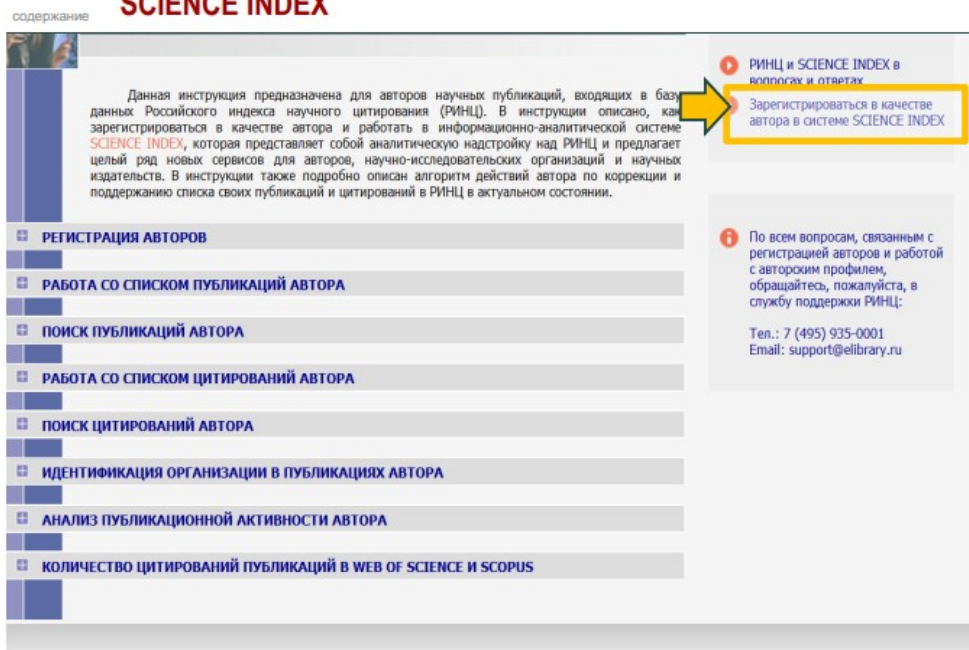 содержание
SCIENCE INDEX
Данная инструкция предназначена для авторов научных публикаций, входящих в базу
данных Российского индекса научного цитирования (РИНЦ). В инструкции описано, как
зарегистрироваться в качестве автора и работать в информационно-аналитической системе
SCIENCE INDEX, которая представляет собой аналитическую надстройку над РИНЦ и предлагает
целый ряд новых сервисов для авторов, научно-исследовательских организаций и научных
издательств. В инструкции также подробно описан алгоритм действий автора по коррекции и
поддержанию списка своих публикаций и цитирований в РИНЦ в актуальном состоянии.
РЕГИСТРАЦИЯ АВТОРОВ
РАБОТА СО СПИСКОМ ПУБЛИКАЦИЙ АВТОРА
ПОИСК ПУБЛИКАЦИЙ АВТОРА
РАБОТА СО СПИСКОМ ЦИТИРОВАНИЙ АВТОРА
ПОИСК ЦИТИРОВАНИЙ АВТОРА
ИДЕНТИФИКАЦИЯ ОРГАНИЗАЦИИ В ПУБЛИКАЦИЯХ АВТОРА
АНАЛИЗ ПУБЛИКАЦИОННОЙ АКТИВНОСТИ АВТОРА
КОЛИЧЕСТВО ЦИТИРОВАНИЙ ПУБЛИКАЦИЙ В WEB OF SCIENCE И SCOPUS
РИНЦ и SCIENCE INDEX в
вопросах и ответах
Зарегистрироваться в качестве
автора в системе SCIENCE INDEX
По всем вопросам, связанным с
регистрацией авторов и работой
с авторским профилем,
обращайтесь, пожалуйста, в
службу поддержки РИНЦ:
Тел.: 7 (495) 935-0001
Email: support@elibrary.ru